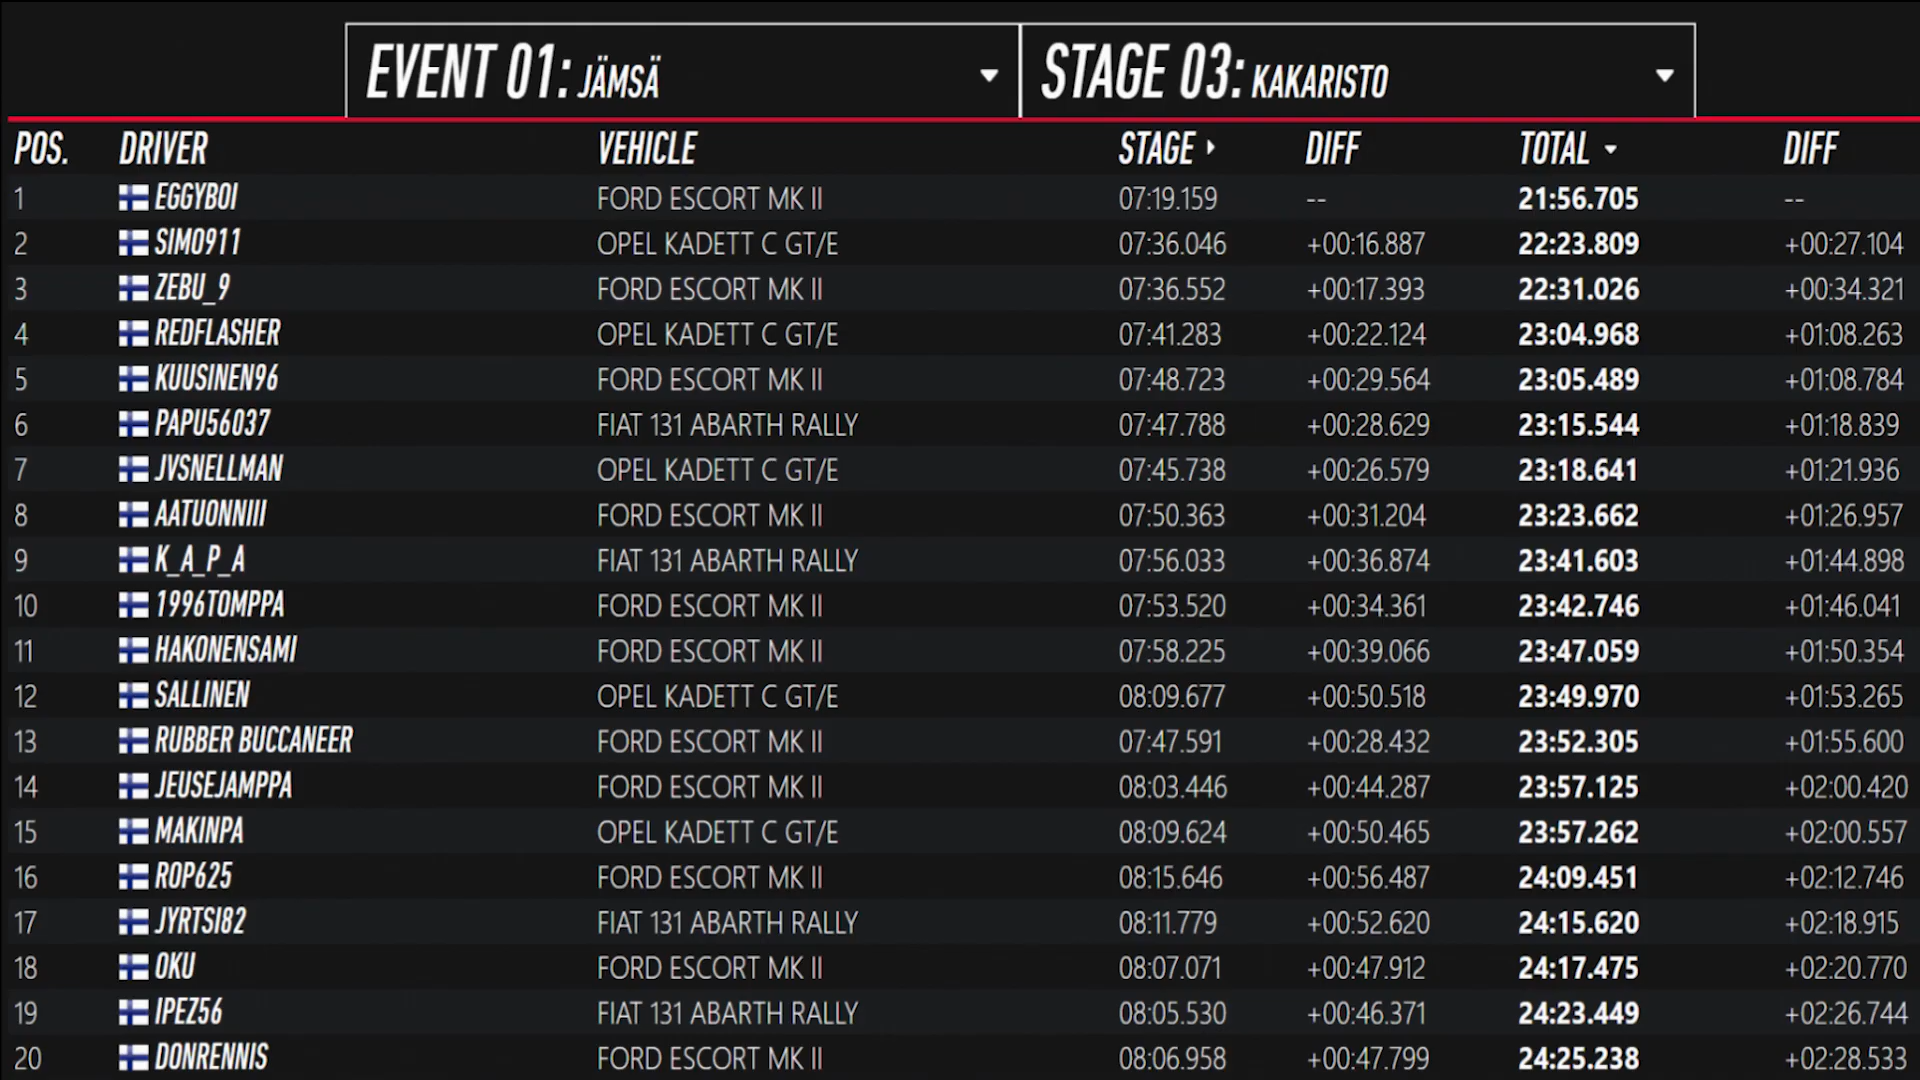 EVENT 01: JÄMSÄ STAGE 03: KAKARISTO
POS. DRIVER VEHICLE STAGE DIFF TOTAL DIFF
1 EGGYBOI FORD ESCORT MK II 07:19.159 -- 21:56.705 --
2 SIMO911 OPEL KADETT C GT/E 07:36.046 +00:16.887 22:23.809 +00:27.104
3 ZEBU_9 FORD ESCORT MK II 07:36.552 +00:17.393 22:31.026 +00:34.321
4 REDFLASHER OPEL KADETT C GT/E 07:41.283 +00:22.124 23:04.968 +01:08.263
5 KUUSINEN96 FORD ESCORT MK II 07:48.723 +00:29.564 23:05.489 +01:08.784
6 PAPU56037 FIAT 131 ABARTH RALLY 07:47.788 +00:28.629 23:15.544 +01:18.839
7 JVSNELLMAN OPEL KADETT C GT/E 07:45.738 +00:26.579 23:18.641 +01:21.936
8 AATUONNIII FORD ESCORT MK II 07:50.363 +00:31.204 23:23.662 +01:26.957
9 K_A_P_A FIAT 131 ABARTH RALLY 07:56.033 +00:36.874 23:41.603 +01:44.898
10 1996TOMPPA FORD ESCORT MK II 07:53.520 +00:34.361 23:42.746 +01:46.041
11 HAKONENSAMI FORD ESCORT MK II 07:58.225 +00:39.066 23:47.059 +01:50.354
12 SALLINEN OPEL KADETT C GT/E 08:09.677 +00:50.518 23:49.970 +01:53.265
13 RUBBER BUCCANEER FORD ESCORT MK II 07:47.591 +00:28.432 23:52.305 +01:55.600
14 JEUSEJAMPPA FORD ESCORT MK II 08:03.446 +00:44.287 23:57.125 +02:00.420
15 MAKINPA OPEL KADETT C GT/E 08:09.624 +00:50.465 23:57.262 +02:00.557
16 ROP625 FORD ESCORT MK II 08:15.646 +00:56.487 24:09.451 +02:12.746
17 JYRTSI82 FIAT 131 ABARTH RALLY 08:11.779 +00:52.620 24:15.620 +02:18.915
18 OKU FORD ESCORT MK II 08:07.071 +00:47.912 24:17.475 +02:20.770
19 IPEZ56 FIAT 131 ABARTH RALLY 08:05.530 +00:46.371 24:23.449 +02:26.744
20 DONRENNIS FORD ESCORT MK II 08:06.958 +00:47.799 24:25.238 +02:28.533